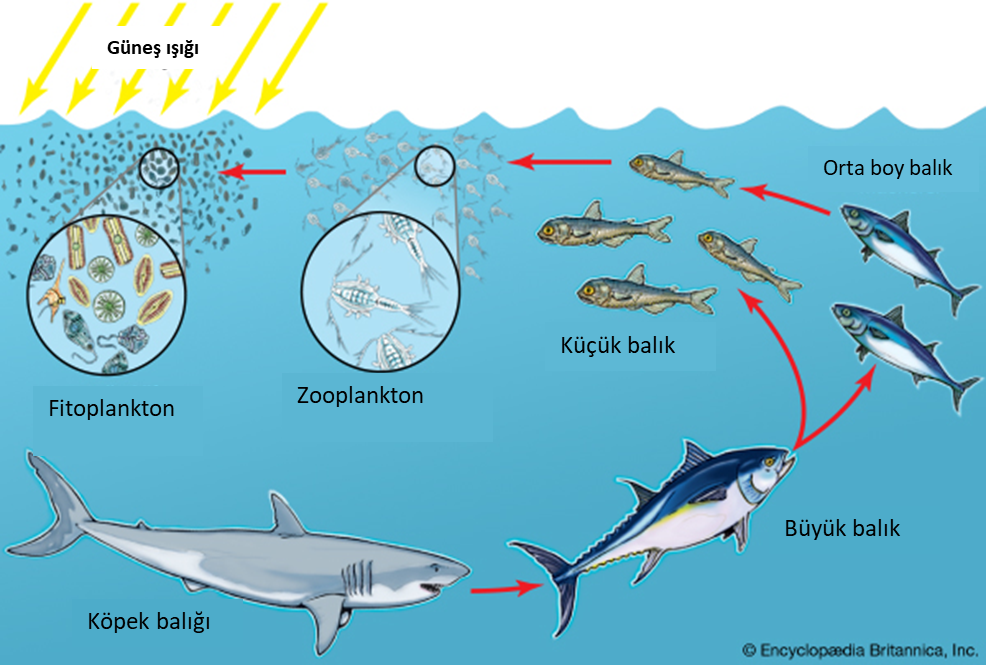 Güneş ışığı
Orta boy balık
Küçük balık
Zooplankton
Fitoplankton
Büyük balık
Köpek balığı
© Encyclopædia Britannica, Inc.